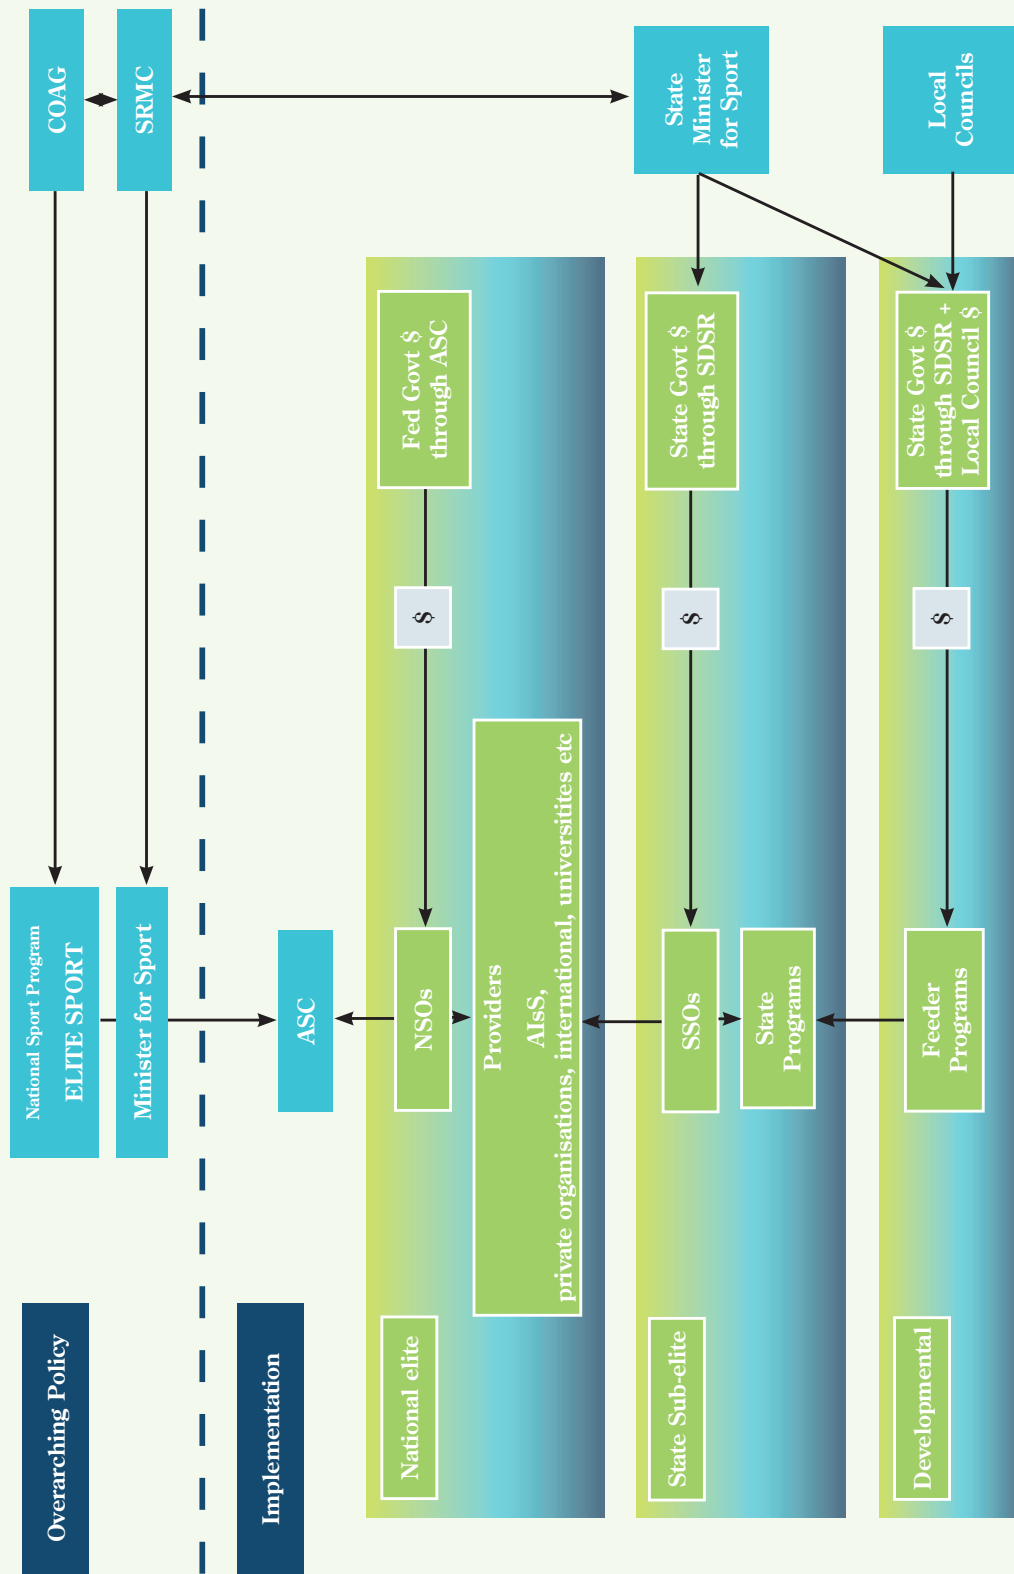 Overarching Policy
National Sport Program
ELITE SPORT
COAG
Minister for Sport
SRMC
Implementation
ASC
National elite
NSOs
$
Fed Govt $
through ASC
Providers
AIsS,
private organisations, international, universitites etc
State Sub-elite
SSOs
$
State Govt $
through SDSR
State
Minister
for Sport
State
Programs
Developmental
Feeder
Programs
$
State Govt $
through SDSR +
Local Council $
Local
Councils